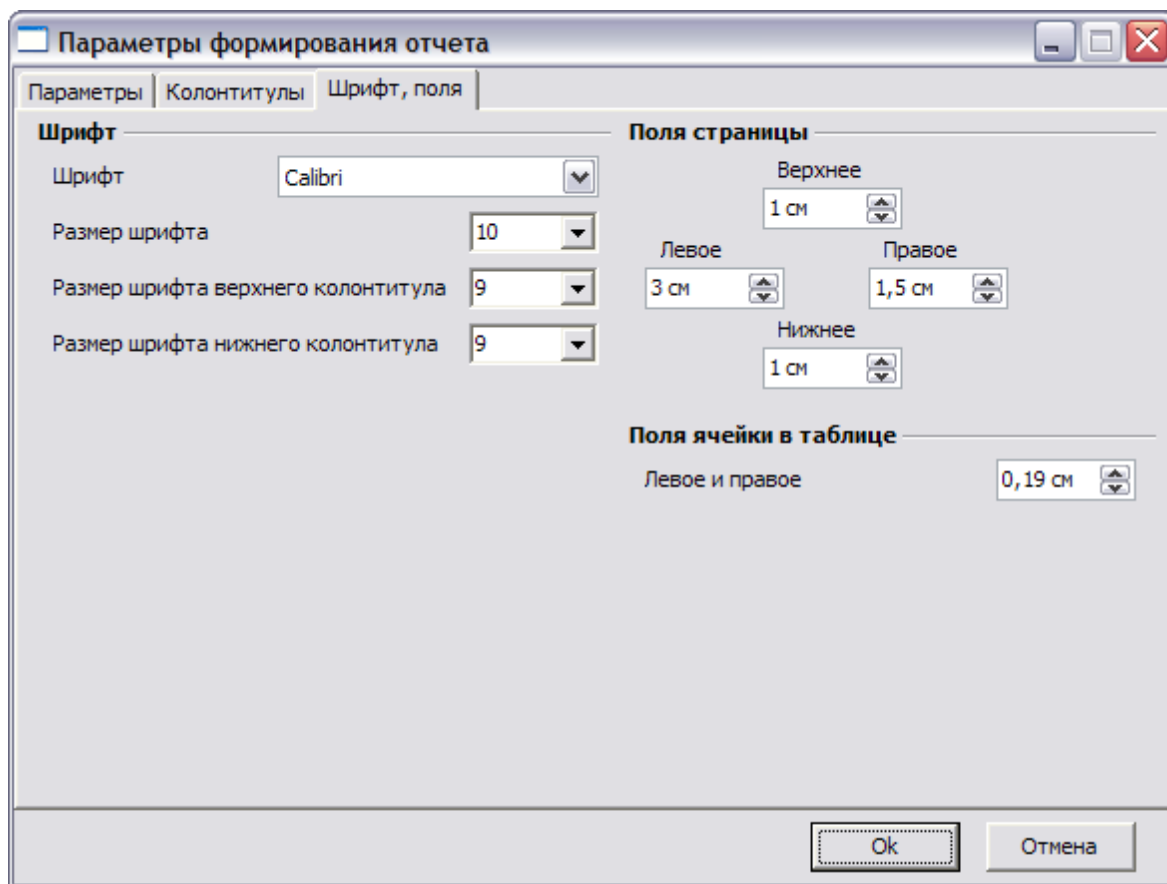 Параметры формирования отчета
Параметры Колонтитулы Шрифт, поля
Шрифт
Шрифт Calibri
Размер шрифта 10
Размер шрифта верхнего колонтитула 9
Размер шрифта нижнего колонтитула 9
Поля страницы
Верхнее
1 см
Левое Правое
3 см 1,5 см
Нижнее
1 см
Поля ячейки в таблице
Левое и правое 0,19 см
Ok Отмена